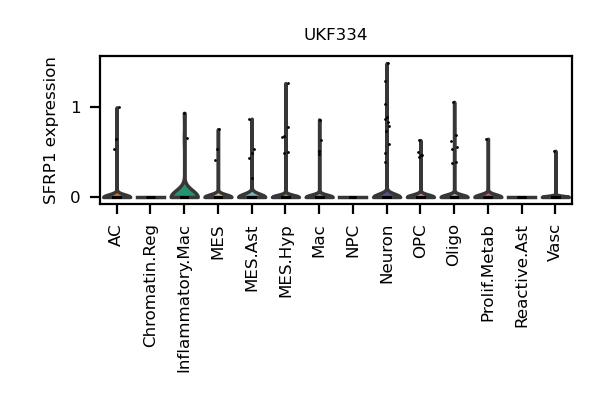 UKF334
SFRP1 expression
1
0
AC
Chromatin.Reg
Inflammatory.Mac
MES
MES.Ast
MES.Hyp
Mac
NPC
Neuron
OPC
Oligo
Prolif.Metab
Reactive.Ast
Vasc